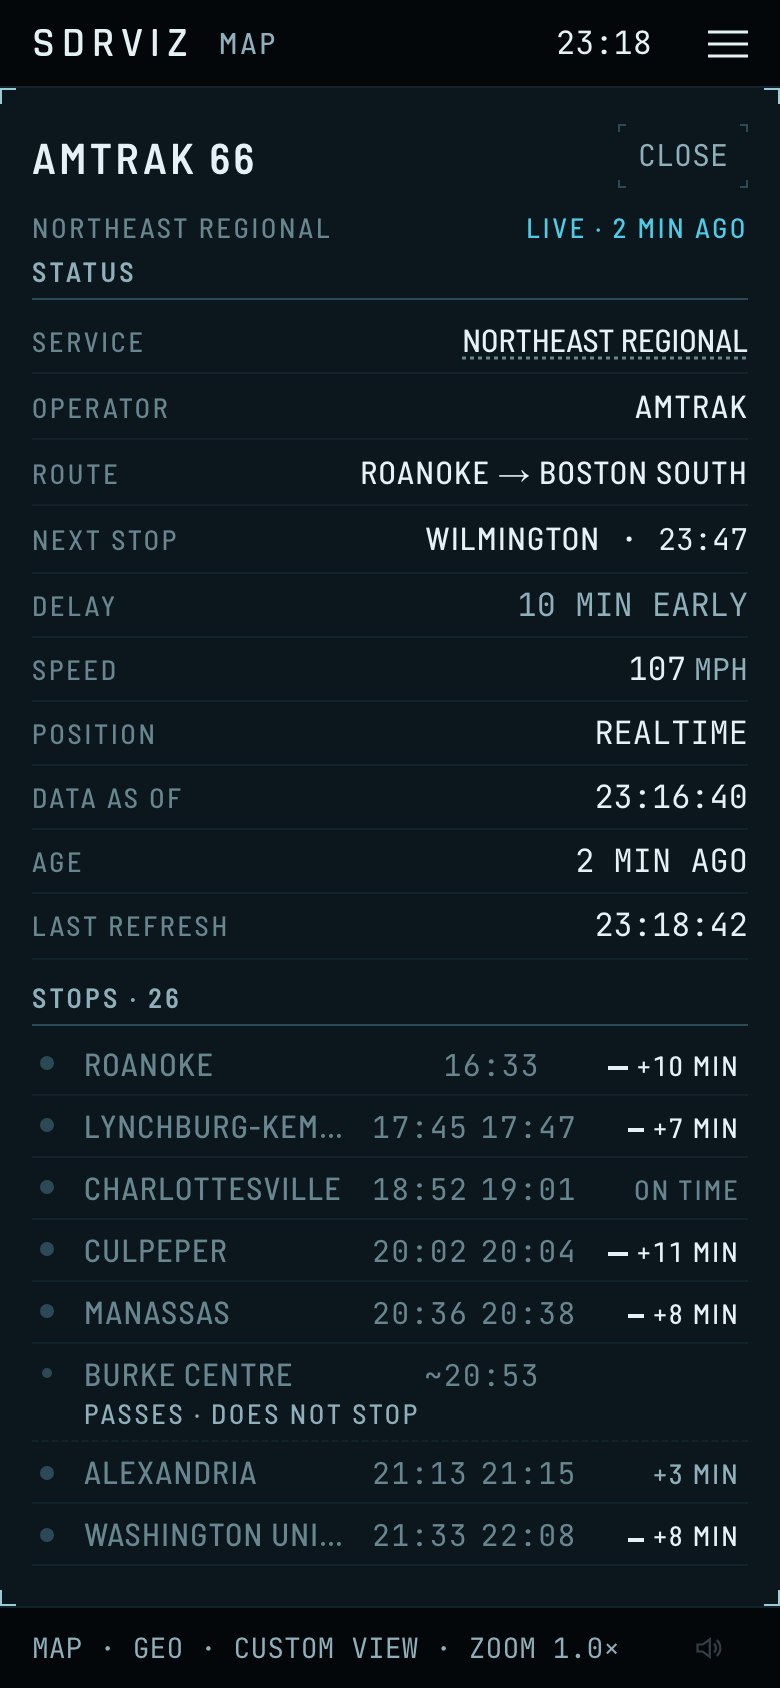 SDRVIZ MAP 23:18
AMTRAK 66 CLOSE
NORTHEAST REGIONAL LIVE · 2 MIN AGO
STATUS
SERVICE NORTHEAST REGIONAL
OPERATOR AMTRAK
ROUTE ROANOKE → BOSTON SOUTH
NEXT STOP WILMINGTON · 23:47
DELAY 10 MIN EARLY
SPEED 107 MPH
POSITION REALTIME
DATA AS OF 23:16:40
AGE 2 MIN AGO
LAST REFRESH 23:18:42
STOPS · 26
ROANOKE 16:33 — +10 MIN
LYNCHBURG-KEM... 17:45 17:47 — +7 MIN
CHARLOTTESVILLE 18:52 19:01 ON TIME
CULPEPER 20:02 20:04 — +11 MIN
MANASSAS 20:36 20:38 — +8 MIN
BURKE CENTRE ~20:53
PASSES · DOES NOT STOP
ALEXANDRIA 21:13 21:15 +3 MIN
WASHINGTON UNI... 21:33 22:08 — +8 MIN
MAP · GEO · CUSTOM VIEW · ZOOM 1.0×